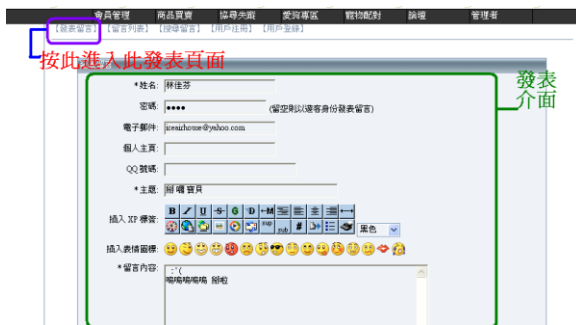 會員管理 商品買賣 協尋失蹤 愛狗專區 寵物配對 論壇 管理者
【發表留言】 【留言列表】 【搜尋留言】 【用戶注冊】 【用戶登錄】
按此進入此發表頁面
發表
介面
*姓名: 林佳芬
密碼: •••• (留空則以遊客身份發表留言)
電子郵件:
個人主頁:
QQ 號碼:
*主題:
插入 XP 標簽: B I U S G D M
sup sub # 黑色
插入表情圖標:
*留言內容: :'(
嗚嗚嗚嗚嗚